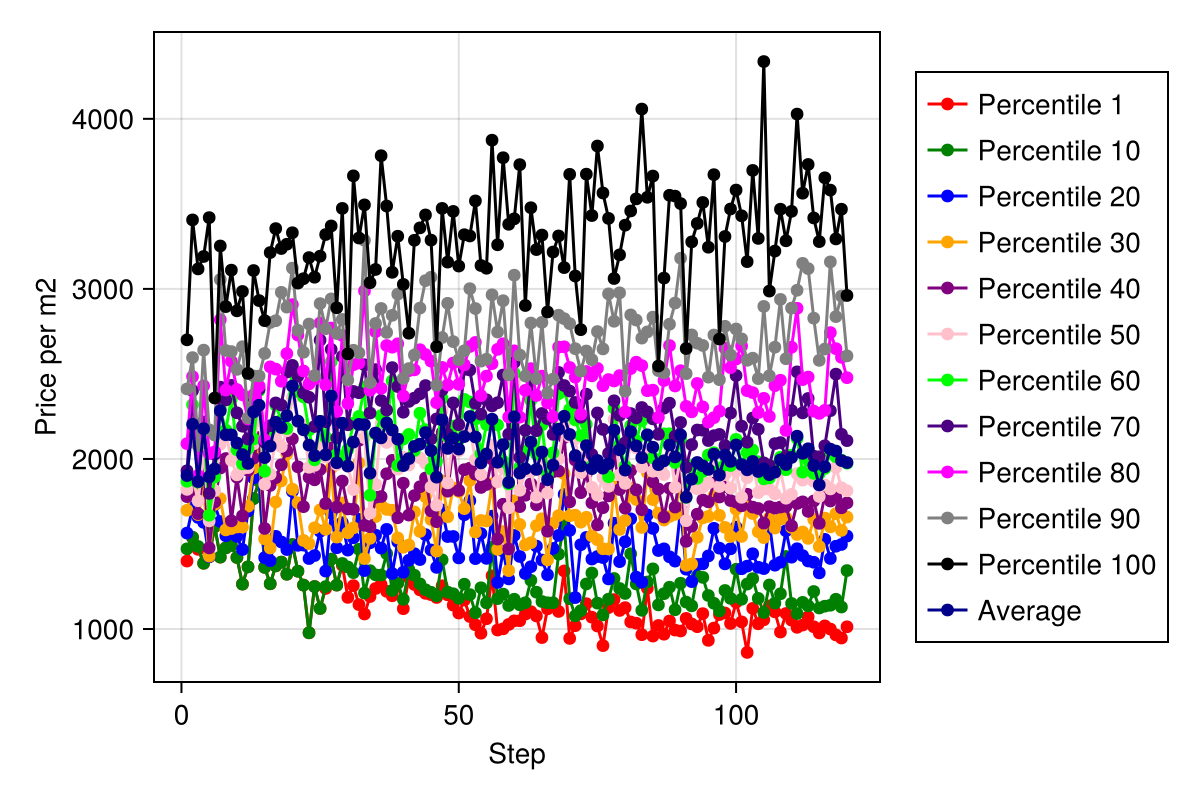 4000
3000
2000
1000
Price per m2
0
50
100
Step
Percentile 1
Percentile 10
Percentile 20
Percentile 30
Percentile 40
Percentile 50
Percentile 60
Percentile 70
Percentile 80
Percentile 90
Percentile 100
Average